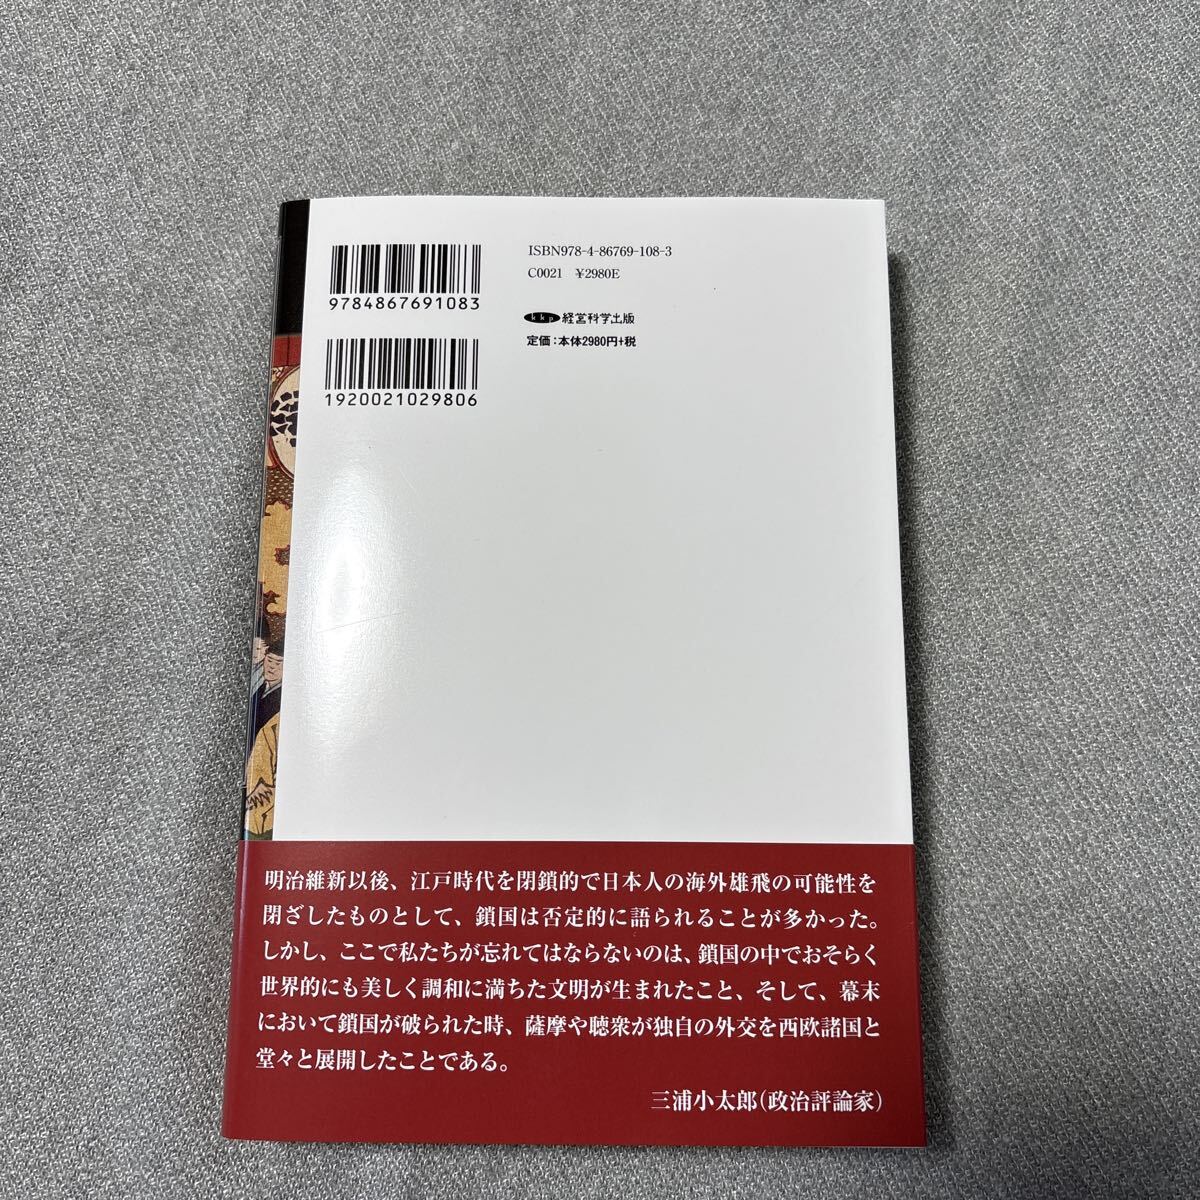 9784867691083
1920021029806
ISBN978-4-86769-108-3
C0021 ¥2980E
kkp 経営科学出版
定価:本体2980円+税
明治維新以後、江戸時代を閉鎖的で日本人の海外雄飛の可能性を
閉ざしたものとして、鎖国は否定的に語られることが多かった。
しかし、ここで私たちが忘れてはならないのは、鎖国の中でおそらく
世界的にも美しく調和に満ちた文明が生まれたこと、そして、幕末
において鎖国が破られた時、薩摩や聴衆が独自の外交を西欧諸国と
堂々と展開したことである。
三浦小太郎(政治評論家)